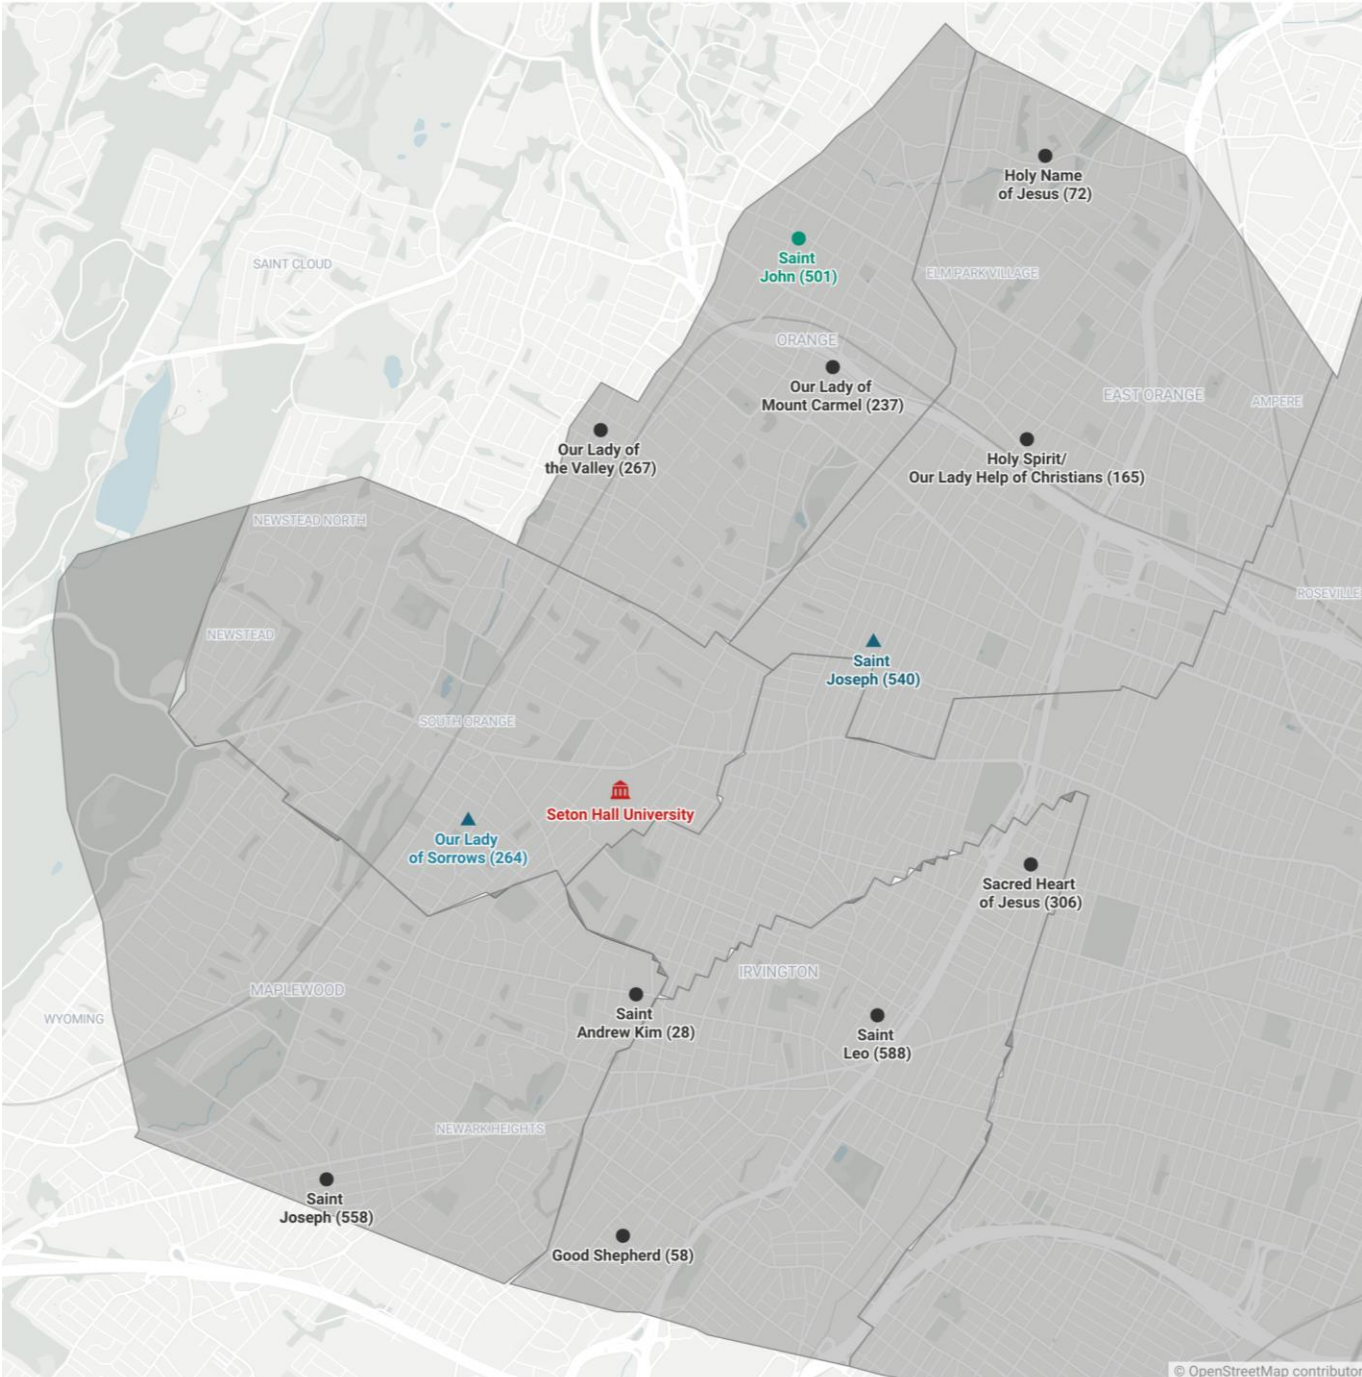 Holy Name
of Jesus (72)
Saint
John (501)
SAINT CLOUD
ELM PARK VILLAGE
ORANGE
Our Lady of
Mount Carmel (237)
EAST ORANGE
AMPERE
Our Lady of
the Valley (267)
Holy Spirit/
Our Lady Help of Christians (165)
NEWSTEAD NORTH
ROSEVILLE
NEWSTEAD
Saint
Joseph (540)
SOUTH ORANGE
Seton Hall University
Our Lady
of Sorrows (264)
Sacred Heart
of Jesus (306)
IRVINGTON
MAPLEWOOD
WYOMING
Saint
Andrew Kim (28)
Saint
Leo (588)
NEWARK HEIGHTS
Saint
Joseph (558)
Good Shepherd (58)
© OpenStreetMap contributor